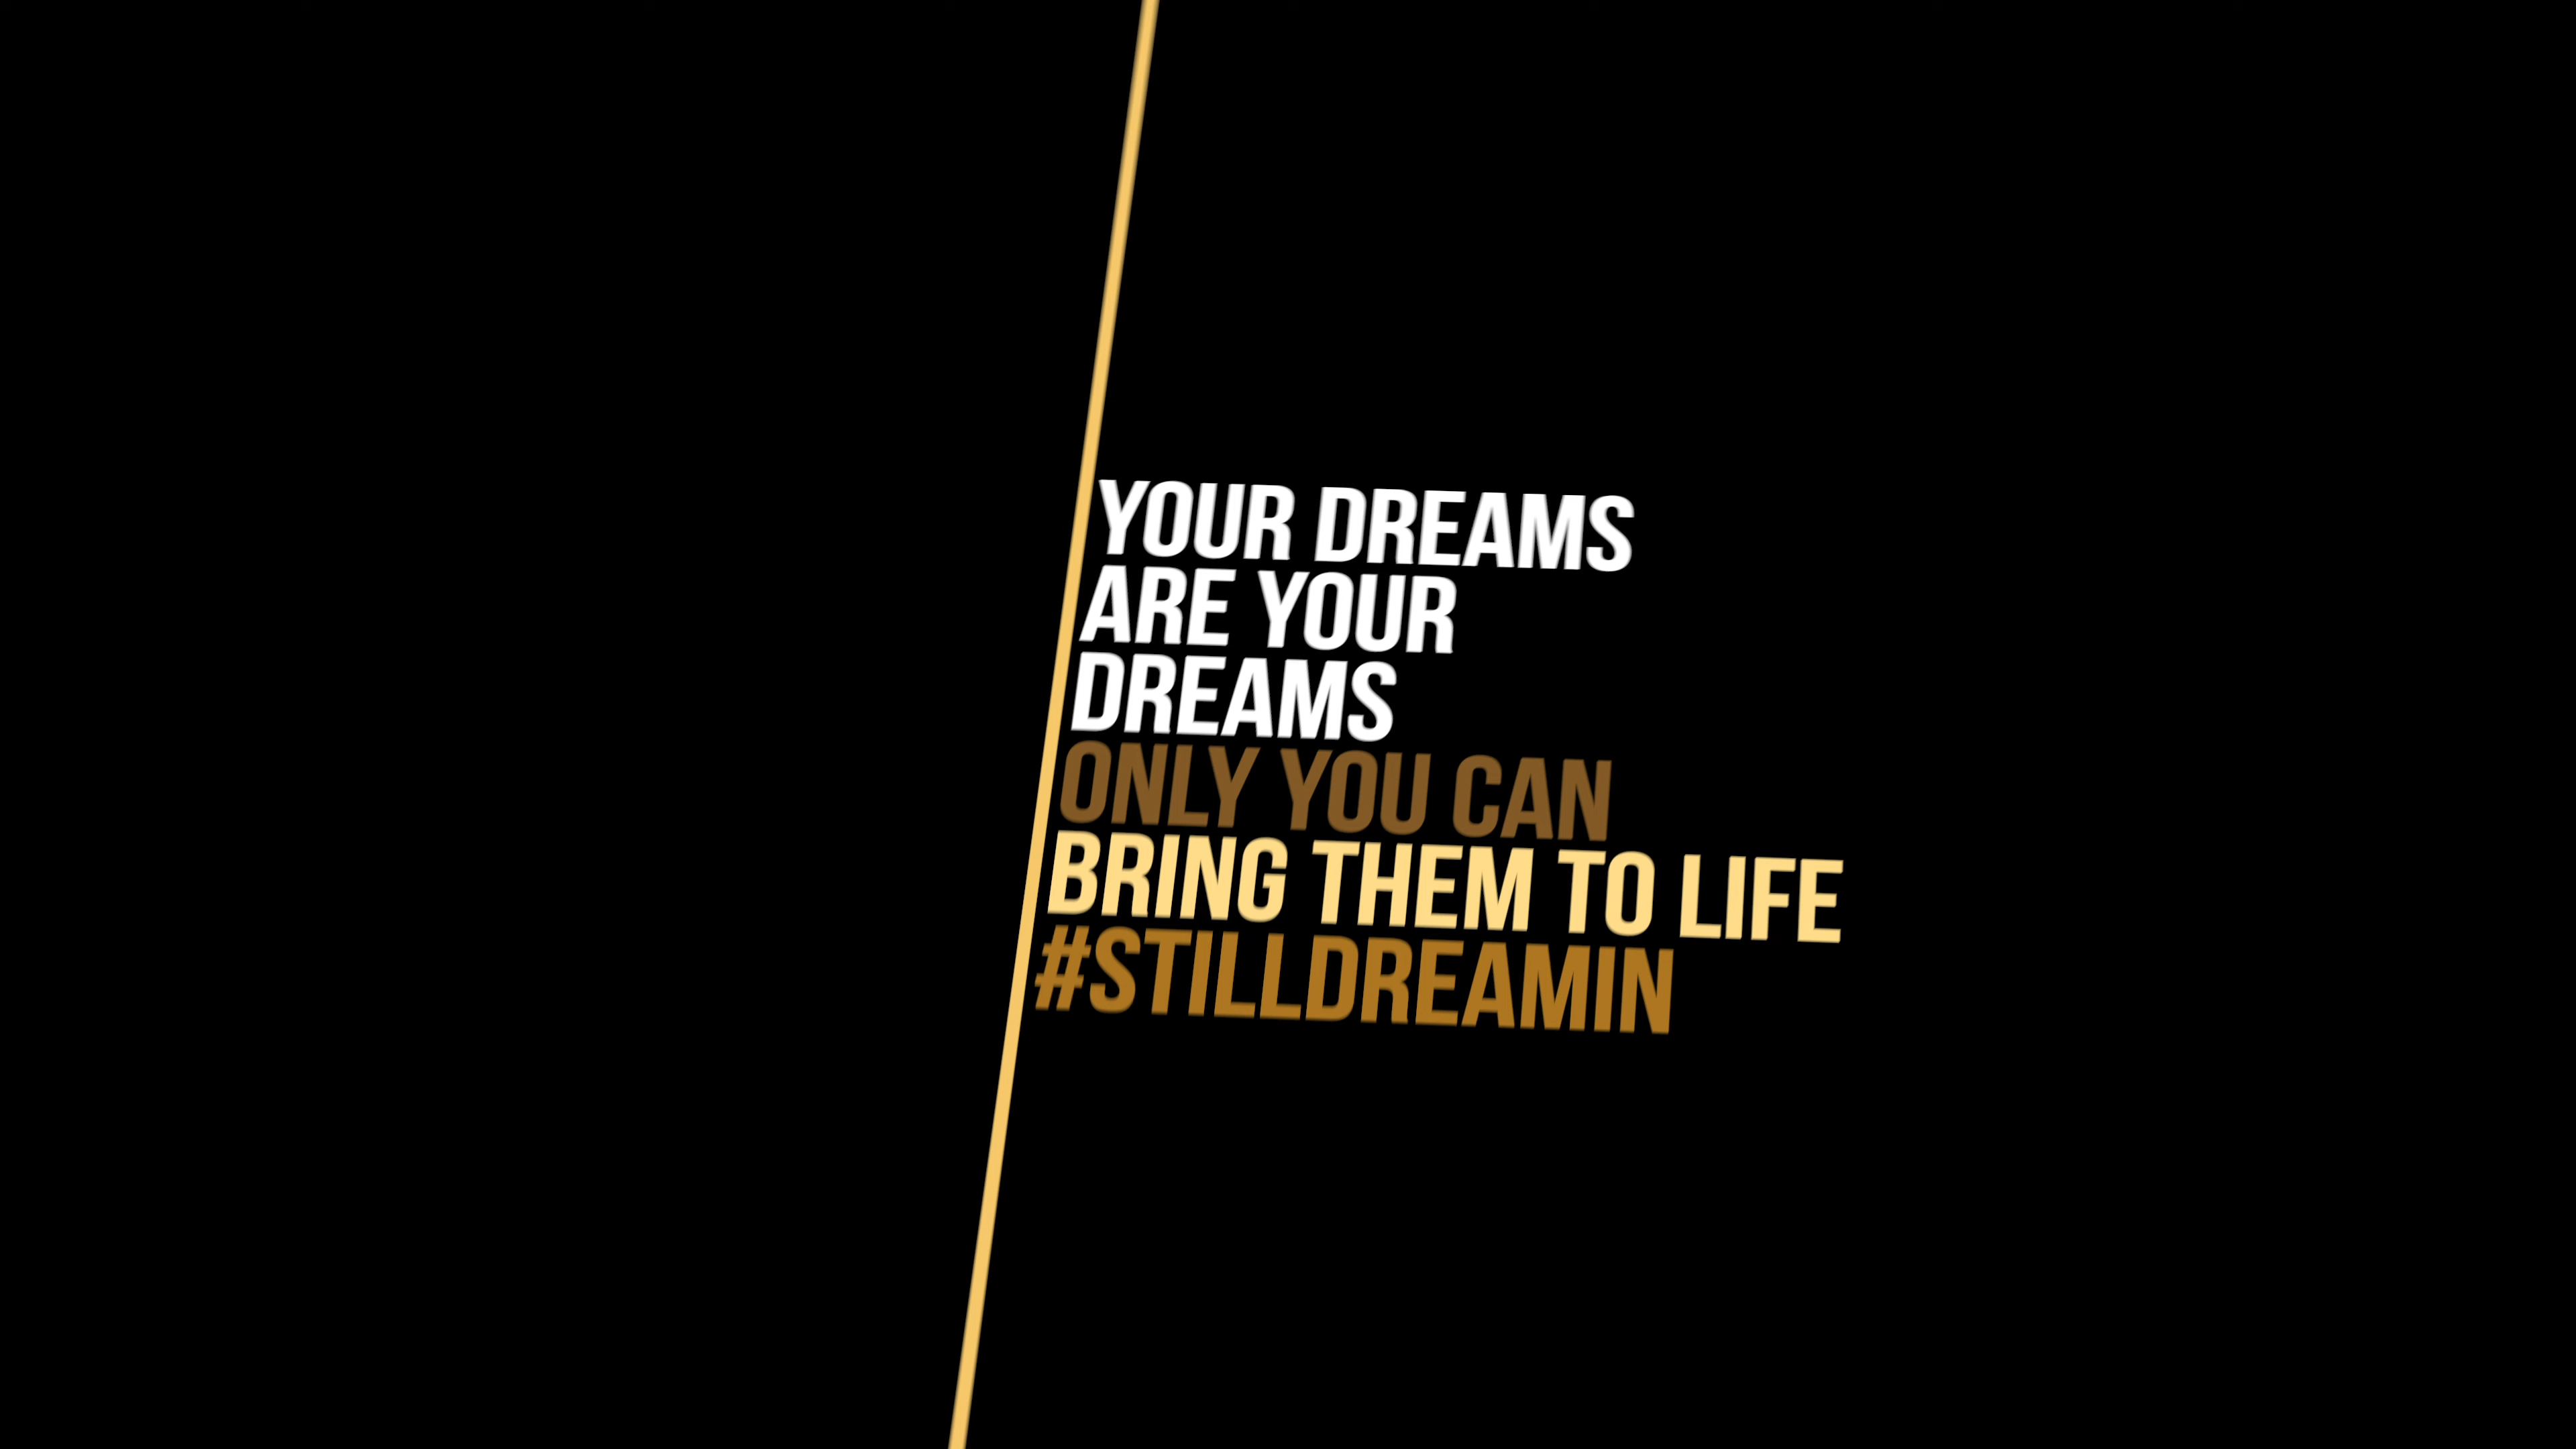 YOUR DREAMS
ARE YOUR
DREAMS
ONLY YOU CAN
BRING THEM TO LIFE
#STILLDREAMIN